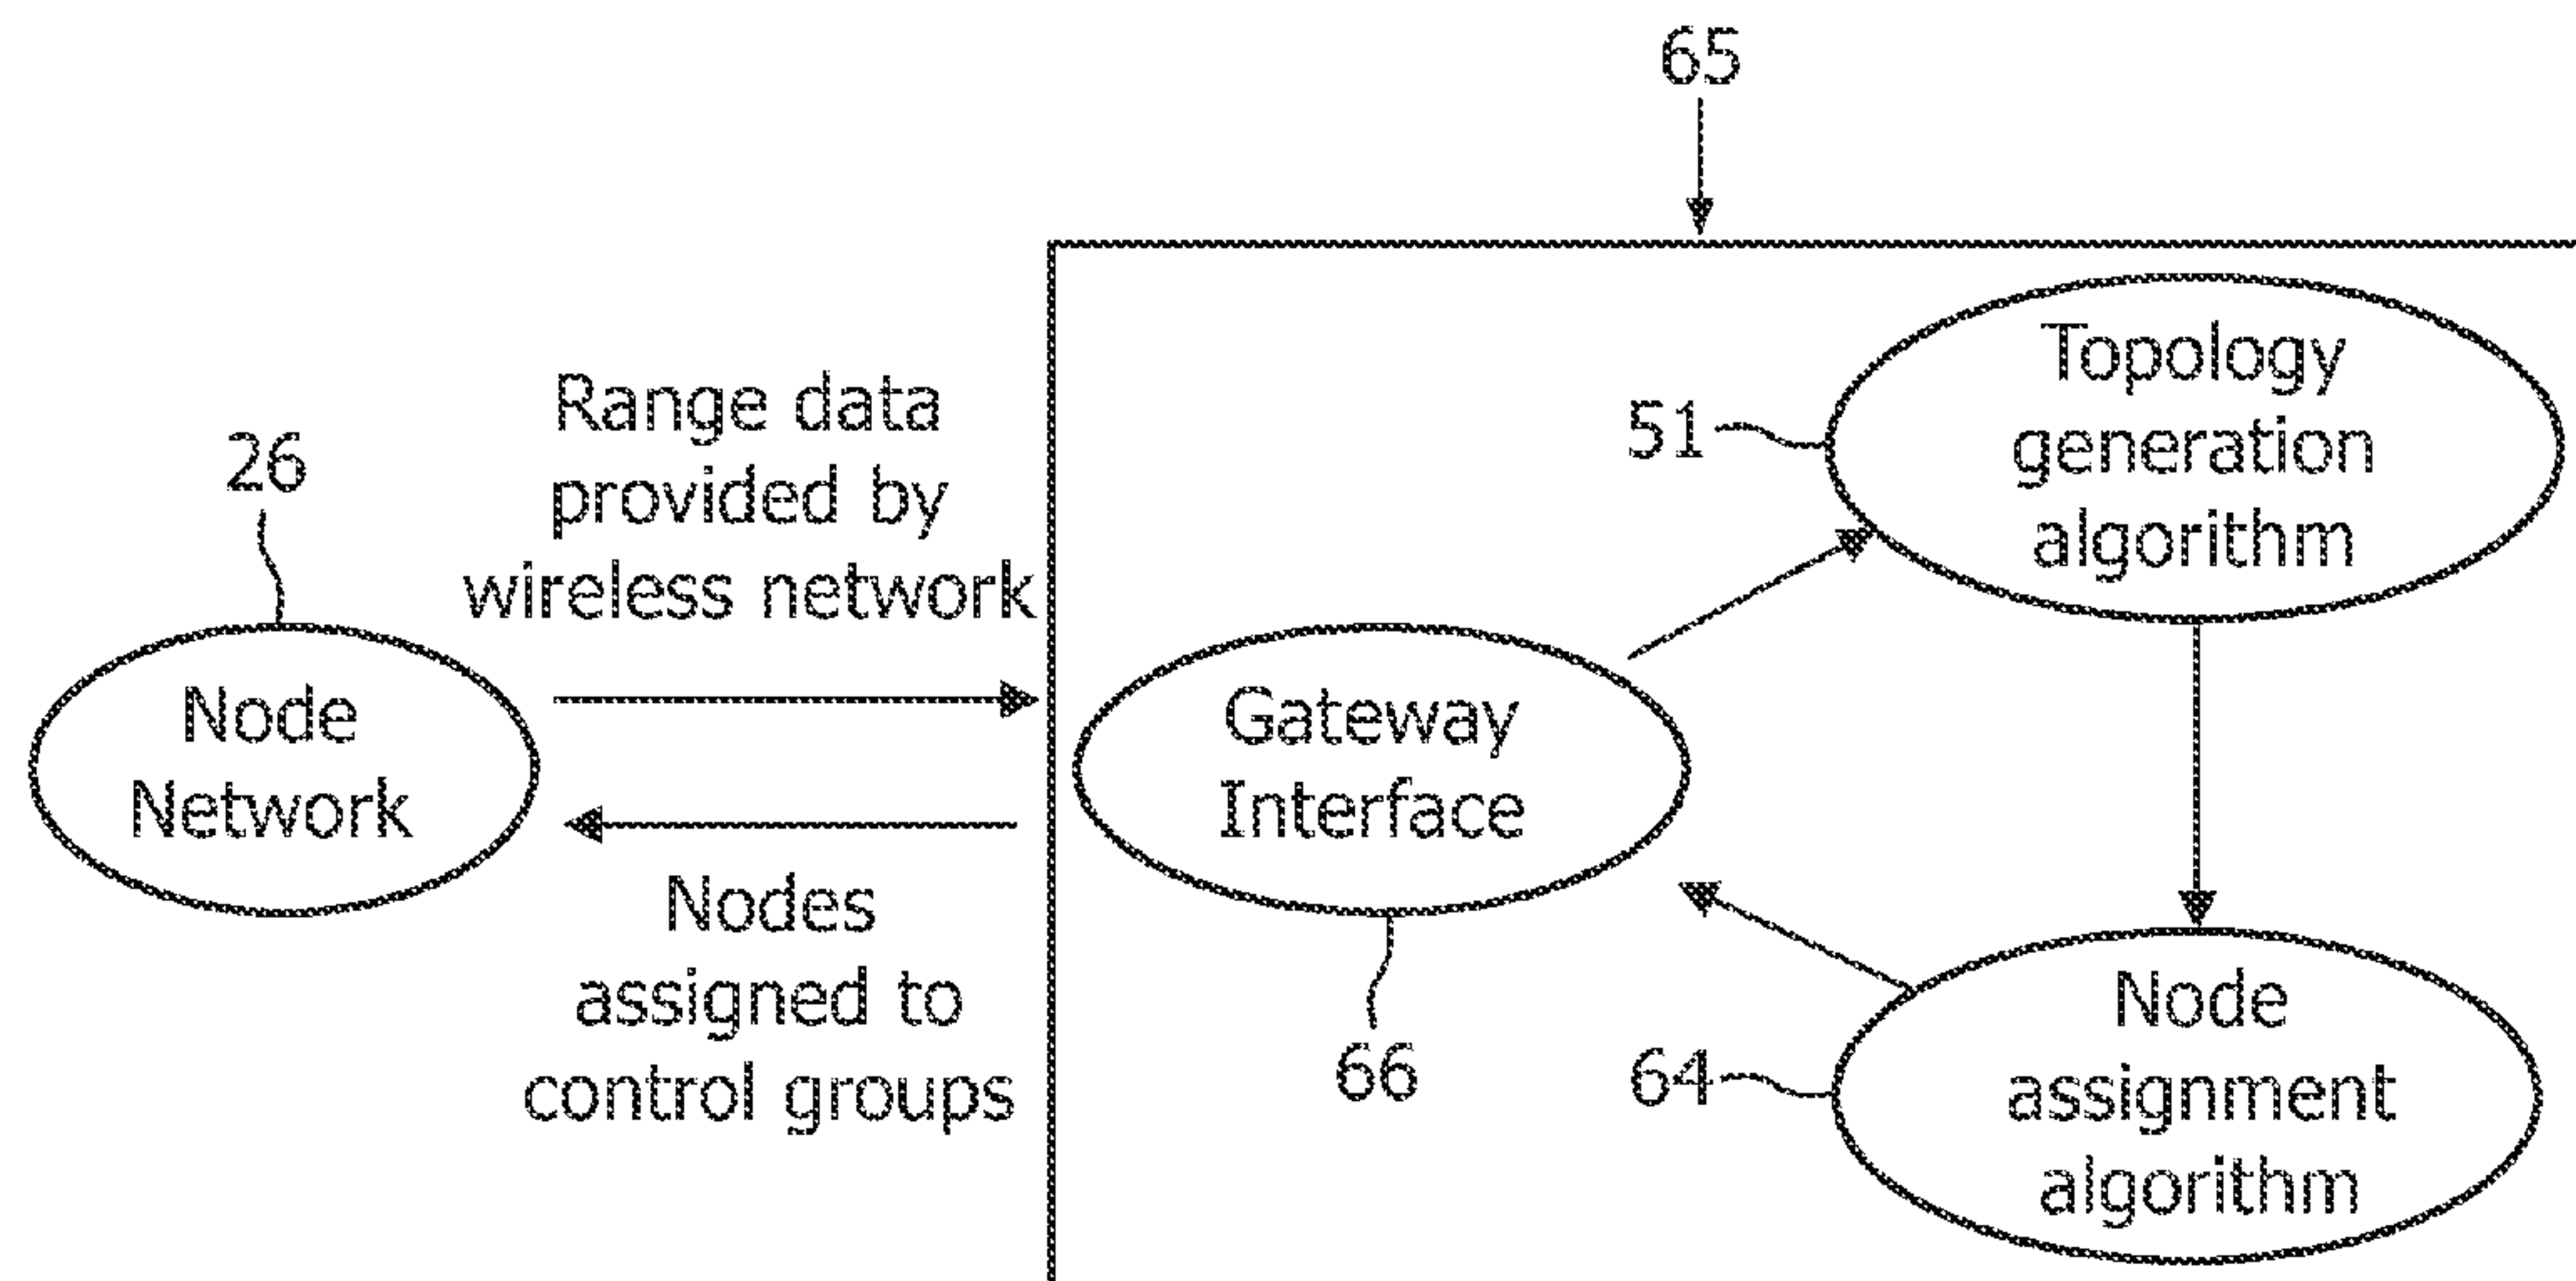 65
Topology
generation
algorithm
51
Range data
provided by
wireless network
26
Node
Network
Gateway
Interface
Nodes
assigned to
control groups
66
64
Node
assignment
algorithm